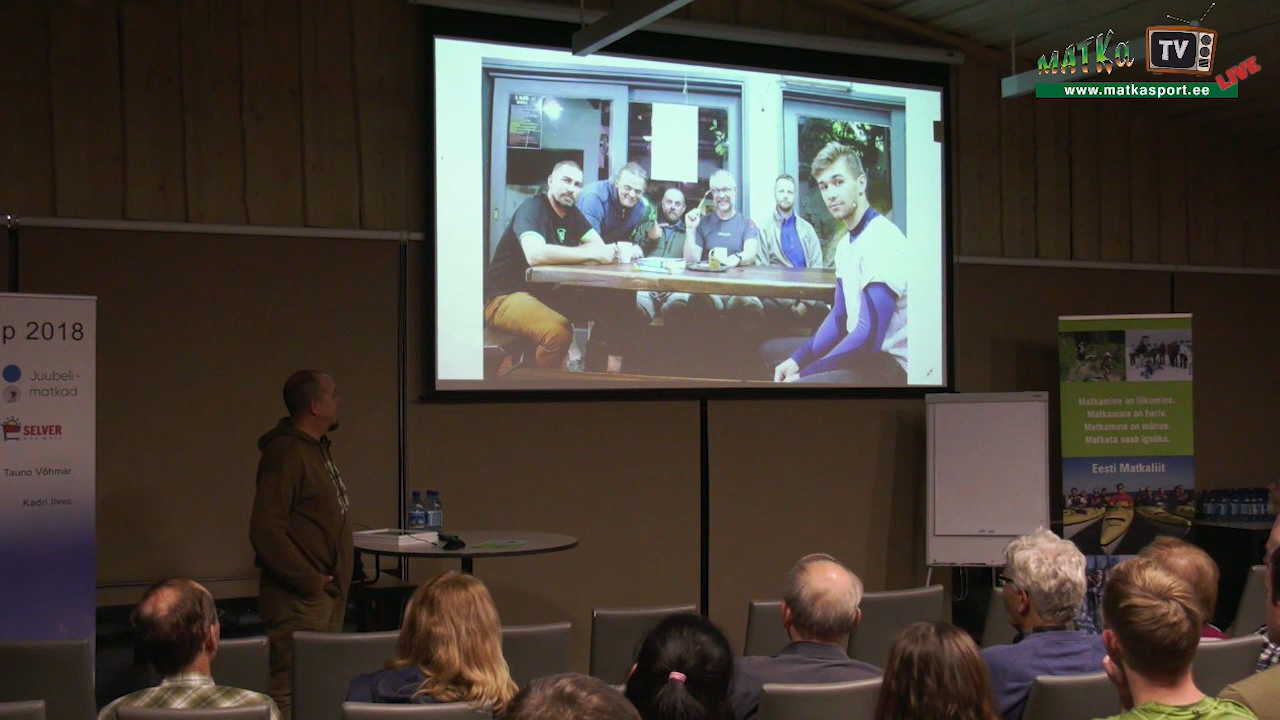 MATKa
TV
ON
LIVE
www.matkasport.ee
p 2018
Juubeli-
matkad
SELVER
Tauno Võhmar
Kadri Ilves
Matkamine on liikumine.
Matkamine on hariv.
Matkamine on mõnus.
Matkata saab igaüks.
Eesti Matkaliit